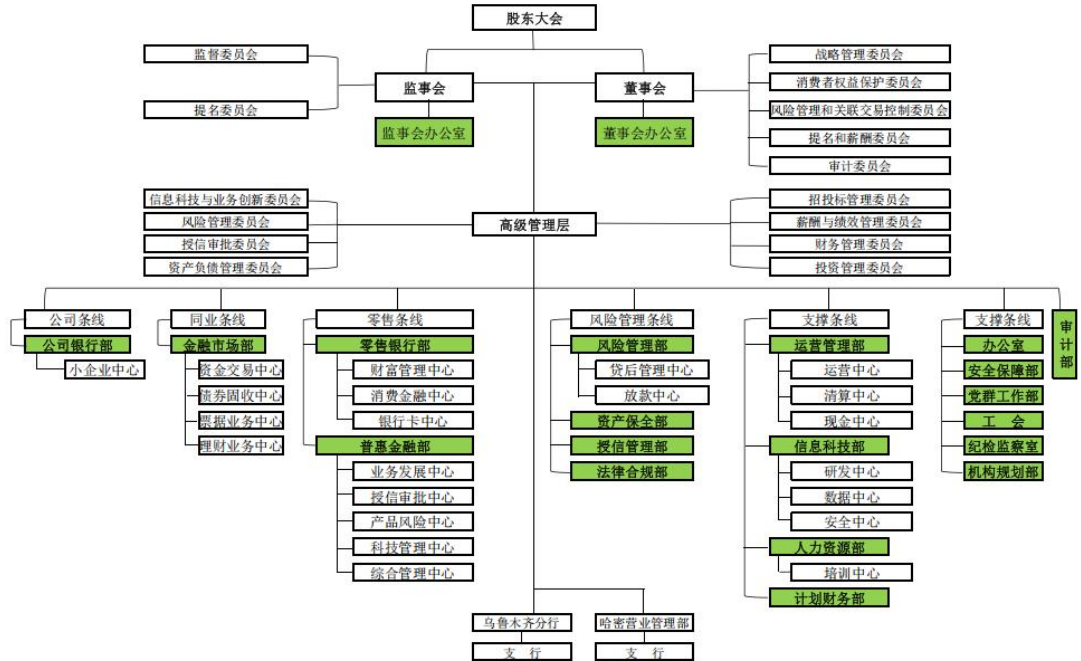 股东大会
监督委员会
提名委员会
监事会
董事会
监事会办公室
董事会办公室
战略管理委员会
消费者权益保护委员会
风险管理和关联交易控制委员会
提名和薪酬委员会
审计委员会
信息科技与业务创新委员会
风险管理委员会
授信审批委员会
资产负债管理委员会
高级管理层
招投标管理委员会
薪酬与绩效管理委员会
财务管理委员会
投资管理委员会
公司条线
公司银行部
小企业中心
同业条线
金融市场部
资金交易中心
债券固收中心
票据业务中心
理财业务中心
零售条线
零售银行部
财富管理中心
消费金融中心
银行卡中心
普惠金融部
业务发展中心
授信审批中心
产品风险中心
科技管理中心
综合管理中心
风险管理条线
风险管理部
贷后管理中心
放款中心
资产保全部
授信管理部
法律合规部
支撑条线
运营管理部
运营中心
清算中心
现金中心
信息科技部
研发中心
数据中心
安全中心
人力资源部
培训中心
计划财务部
支撑条线
办公室
安全保障部
党群工作部
工 会
纪检监察室
机构规划部
审计部
乌鲁木齐分行
支 行
哈密营业管理部
支 行